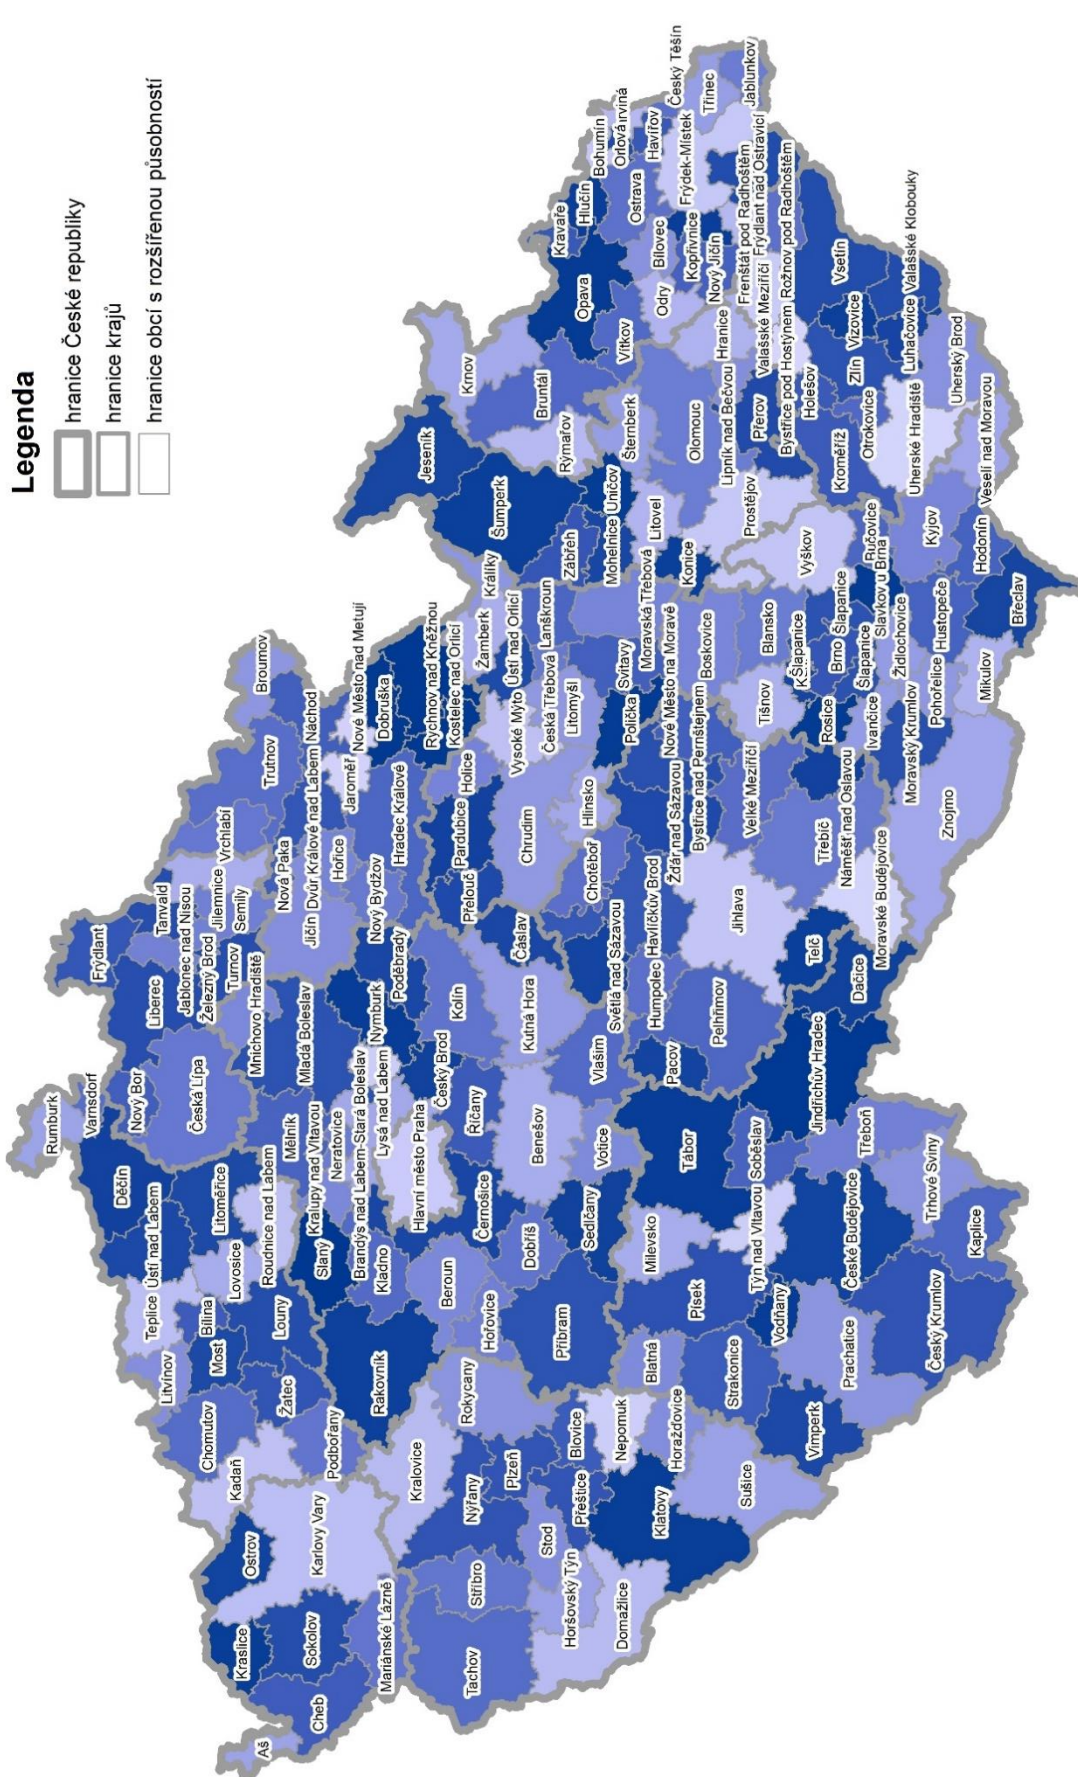 Legenda
hranice České republiky
hranice krajů
hranice obcí s rozšířenou působností
Rumburk
Varnsdorf
Děčín
Nový Bor
Česká Lípa
Frýdlant
Liberec
Tanvald
Jablonec nad Nisou
Železný Brod
Jilemnice
Semily
Turnov
Vrchlabí
Trutnov
Broumov
Ústí nad Labem
Teplice
Litvínov
Bílina
Most
Litoměřice
Lovosice
Roudnice nad Labem
Louny
Žatec
Chomutov
Kadaň
Podbořany
Ostrov
Karlovy Vary
Kraslice
Sokolov
Cheb
Aš
Mariánské Lázně
Mnichovo Hradiště
Mladá Boleslav
Mělník
Kralupy nad Vltavou
Neratovice
Brandýs nad Labem-Stará Boleslav
Lysá nad Labem
Nymburk
Poděbrady
Slaný
Kladno
Rakovník
Hlavní město Praha
Český Brod
Kolín
Říčany
Černošice
Beroun
Hořovice
Dobříš
Příbram
Sedlčany
Benešov
Votice
Vlašim
Kutná Hora
Čáslav
Nová Paka
Jičín
Dvůr Králové nad Labem
Náchod
Hořice
Nový Bydžov
Hradec Králové
Jaroměř
Nové Město nad Metují
Dobruška
Rychnov nad Kněžnou
Kostelec nad Orlicí
Přelouč
Pardubice
Holice
Chrudim
Hlinsko
Vysoké Mýto
Česká Třebová
Litomyšl
Ústí nad Orlicí
Žamberk
Králíky
Lanškroun
Svitavy
Moravská Třebová
Polička
Kralovice
Rokycany
Plzeň
Nýřany
Stříbro
Tachov
Stod
Horšovský Týn
Domažlice
Přeštice
Blovice
Nepomuk
Klatovy
Horažďovice
Sušice
Blatná
Strakonice
Písek
Milevsko
Tábor
Týn nad Vltavou
Soběslav
Vodňany
Vimperk
Prachatice
České Budějovice
Český Krumlov
Kaplice
Trhové Sviny
Třeboň
Jindřichův Hradec
Dačice
Světlá nad Sázavou
Havlíčkův Brod
Chotěboř
Humpolec
Pacov
Pelhřimov
Jihlava
Telč
Žďár nad Sázavou
Nové Město na Moravě
Bystřice nad Pernštejnem
Velké Meziříčí
Třebíč
Náměšť nad Oslavou
Moravské Budějovice
Boskovice
Blansko
Tišnov
Šlapanice
Brno
Šlapanice
Šlapanice
Rosice
Ivančice
Židlochovice
Slavkov u Brna
Bučovice
Vyškov
Moravský Krumlov
Pohořelice
Hustopeče
Znojmo
Mikulov
Břeclav
Hodonín
Kyjov
Veselí nad Moravou
Jeseník
Šumperk
Zábřeh
Mohelnice
Uničov
Litovel
Konice
Šternberk
Olomouc
Prostějov
Přerov
Lipník nad Bečvou
Hranice
Krnov
Bruntál
Rýmařov
Opava
Vítkov
Odry
Kravaře
Hlučín
Ostrava
Bohumín
Orlová
Havířov
Český Těšín
Třinec
Jablunkov
Frýdek-Místek
Bílovec
Kopřivnice
Nový Jičín
Frenštát pod Radhoštěm
Frýdlant nad Ostravicí
Valašské Meziříčí
Rožnov pod Radhoštěm
Bystřice pod Hostýnem
Holešov
Kroměříž
Otrokovice
Zlín
Vizovice
Vsetín
Valašské Klobouky
Luhačovice
Uherské Hradiště
Uherský Brod